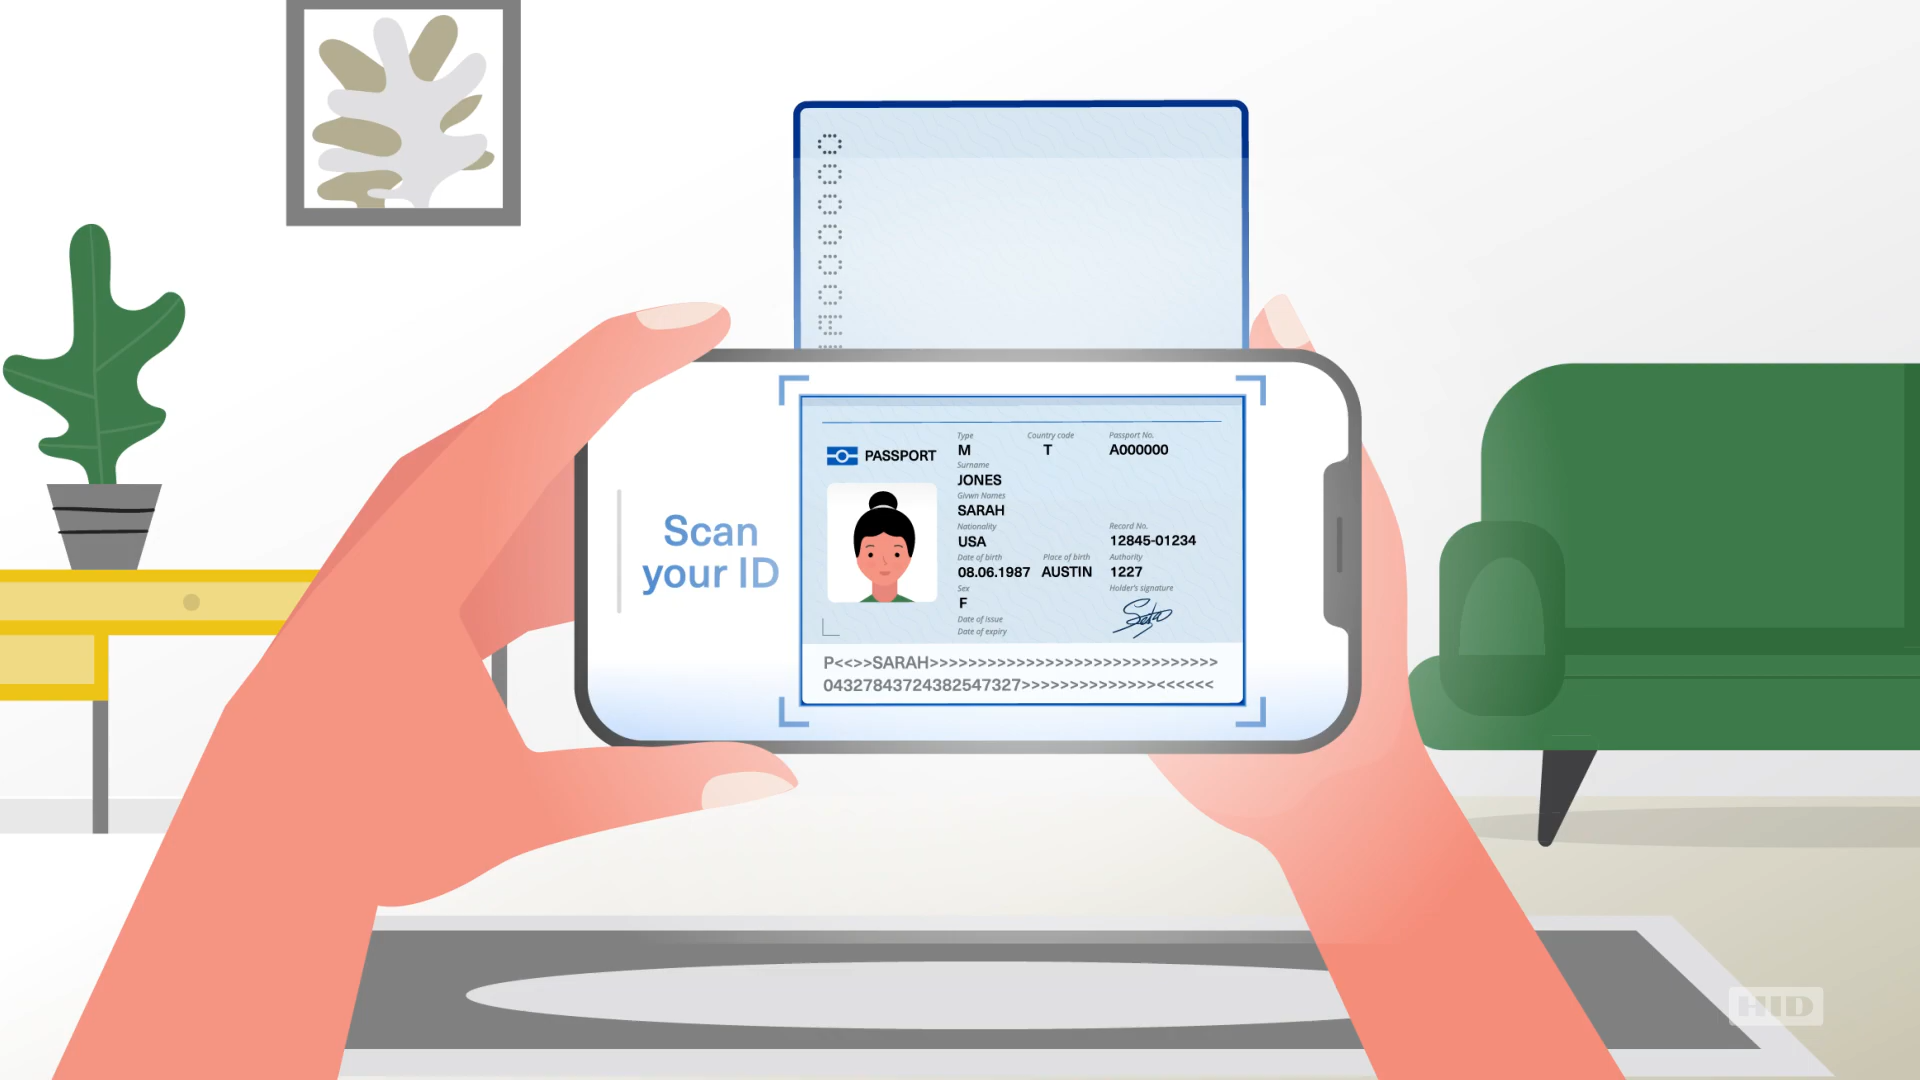 Scan
your ID
PASSPORT
Type Country code Passport No.
M T A000000
Surname
JONES
Givwn Names
SARAH
Nationality Record No.
USA 12845-01234
Date of birth Place of birth Authority
08.06.1987 AUSTIN 1227
Sex Holder's signature
F
Date of issue
Date of expiry
P<<>>SARAH>>>>>>>>>>>>>>>>>>>>>>>>>>>>>>
04327843724382547327>>>>>>>>>>>>>><<<<<<
HID